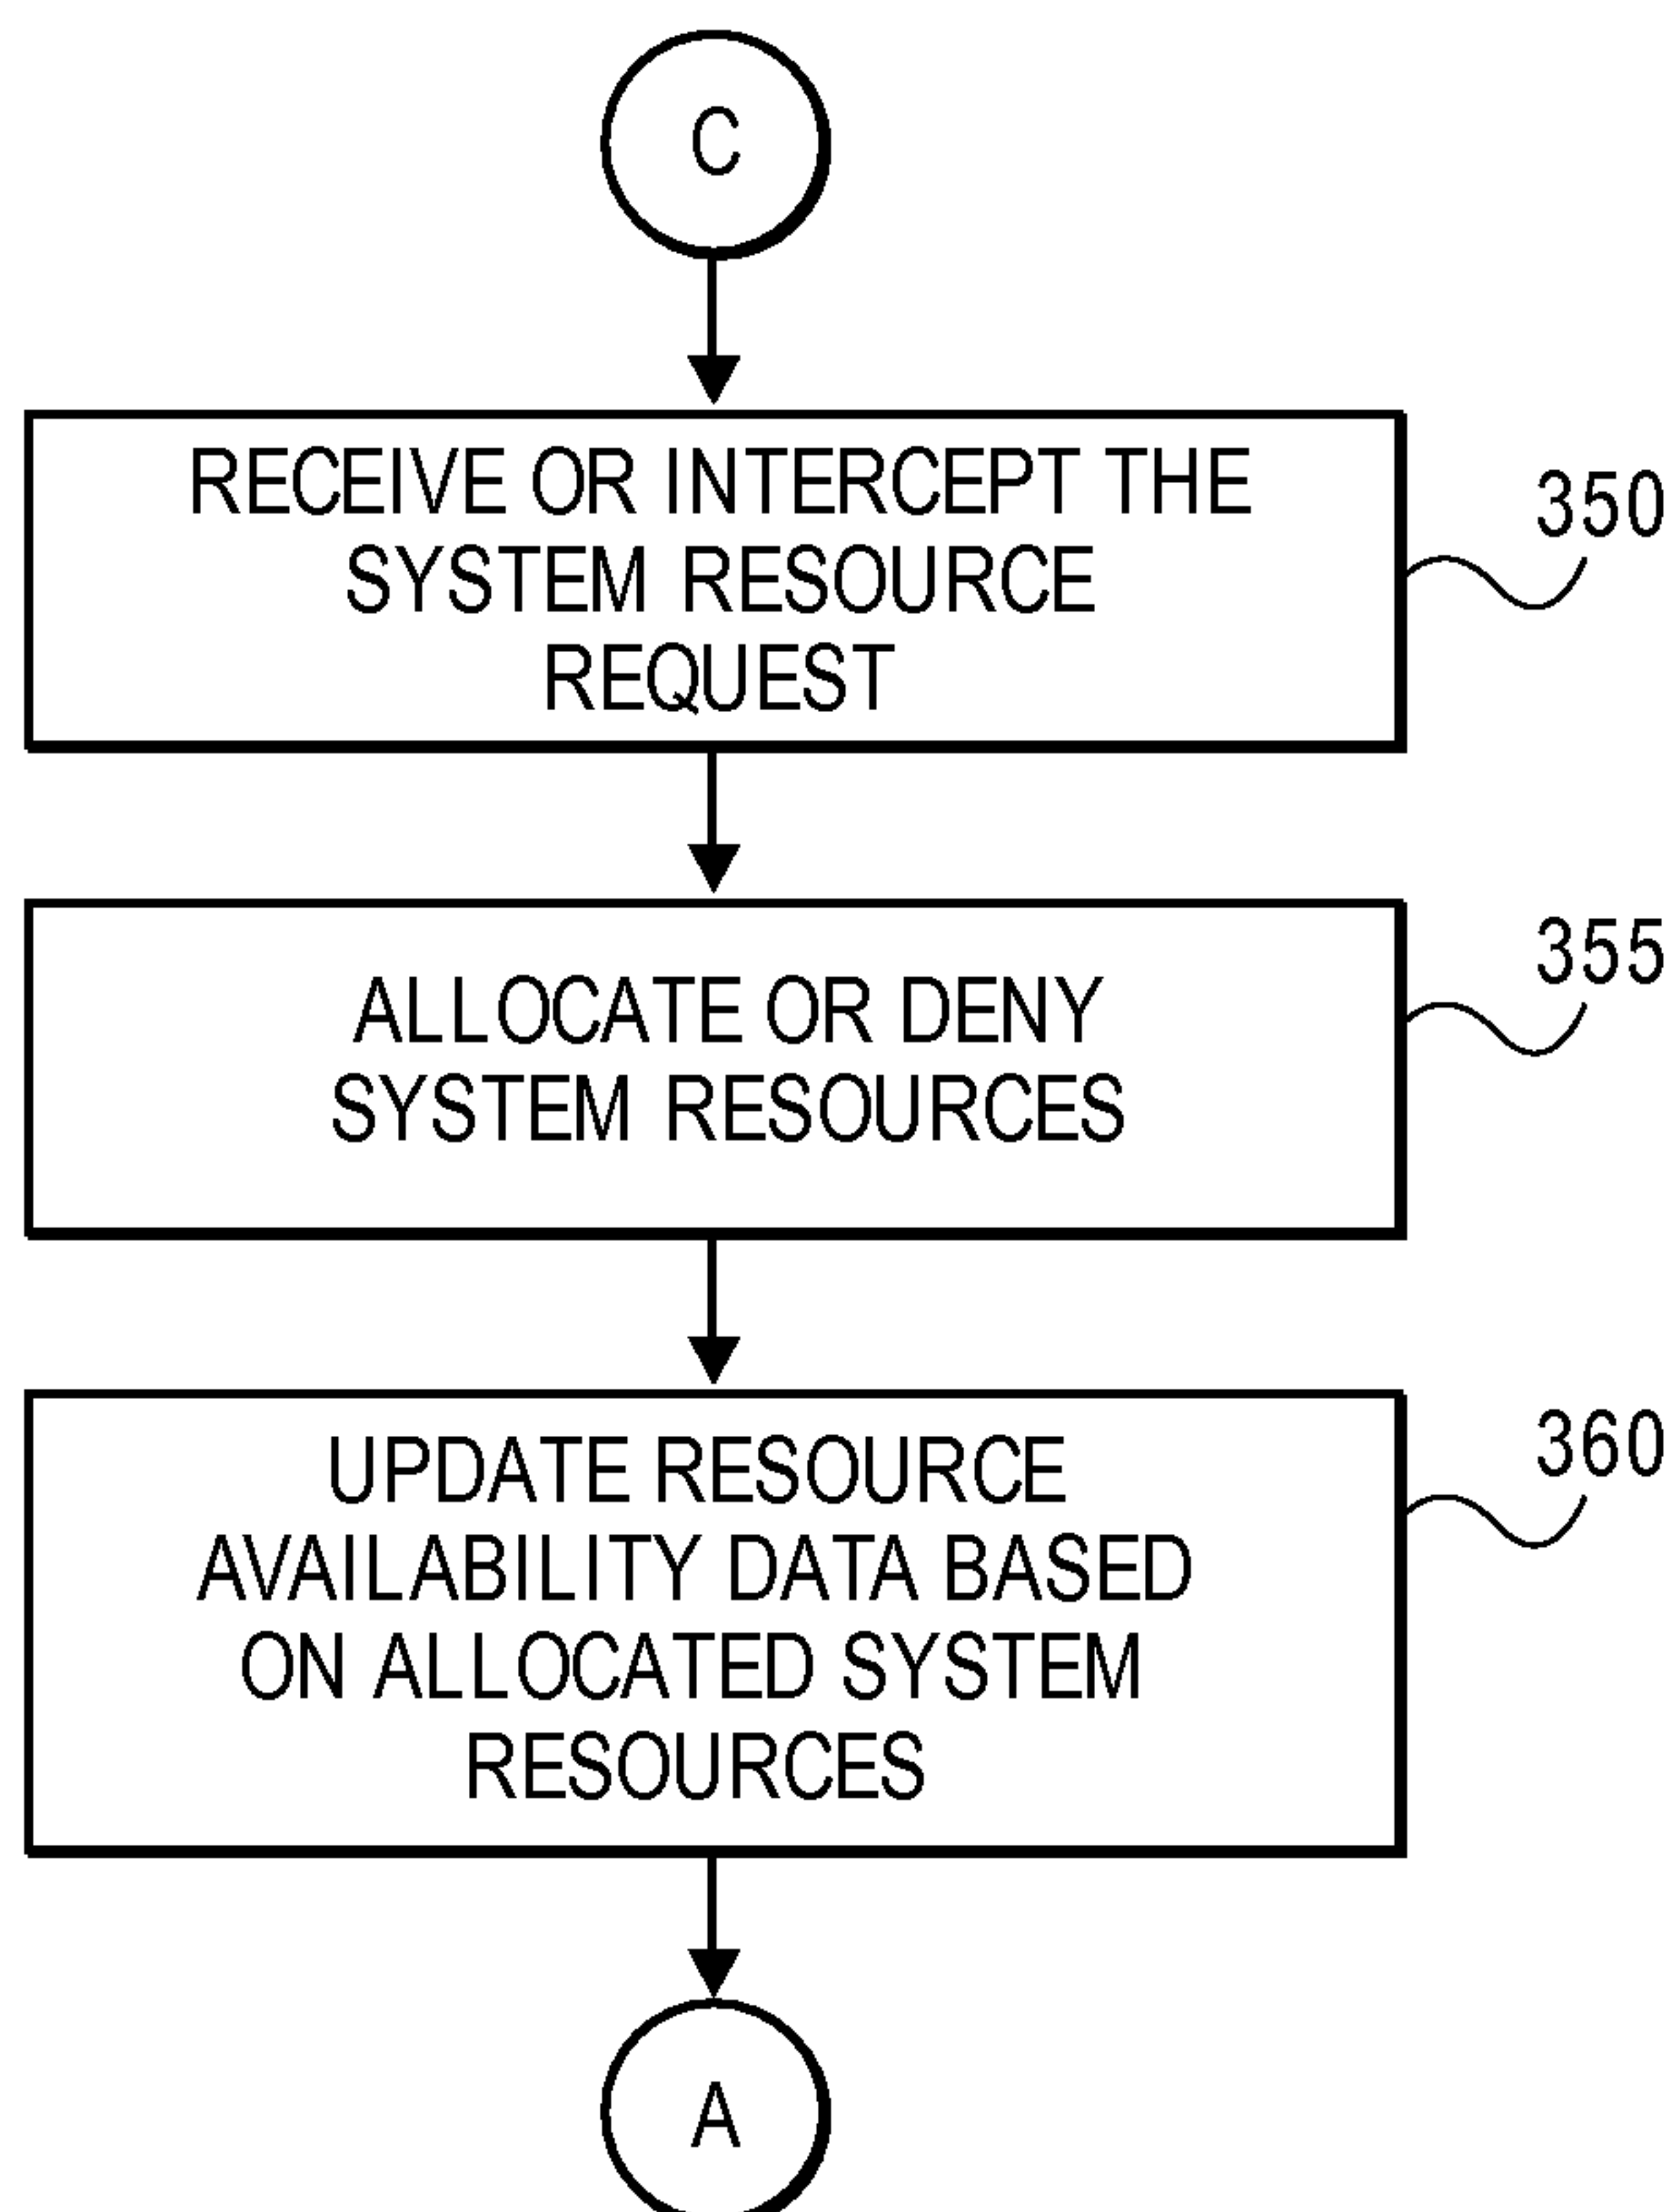 C
RECEIVE OR INTERCEPT THE
SYSTEM RESOURCE
REQUEST
350
ALLOCATE OR DENY
SYSTEM RESOURCES
355
UPDATE RESOURCE
AVAILABILITY DATA BASED
ON ALLOCATED SYSTEM
RESOURCES
360
A